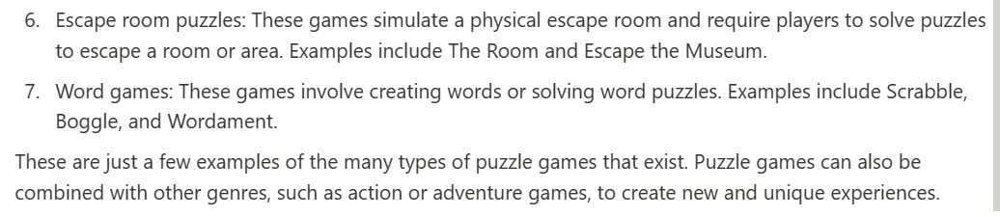 6. Escape room puzzles: These games simulate a physical escape room and require players to solve puzzles
to escape a room or area. Examples include The Room and Escape the Museum.
7. Word games: These games involve creating words or solving word puzzles. Examples include Scrabble,
Boggle, and Wordament.
These are just a few examples of the many types of puzzle games that exist. Puzzle games can also be
combined with other genres, such as action or adventure games, to create new and unique experiences.